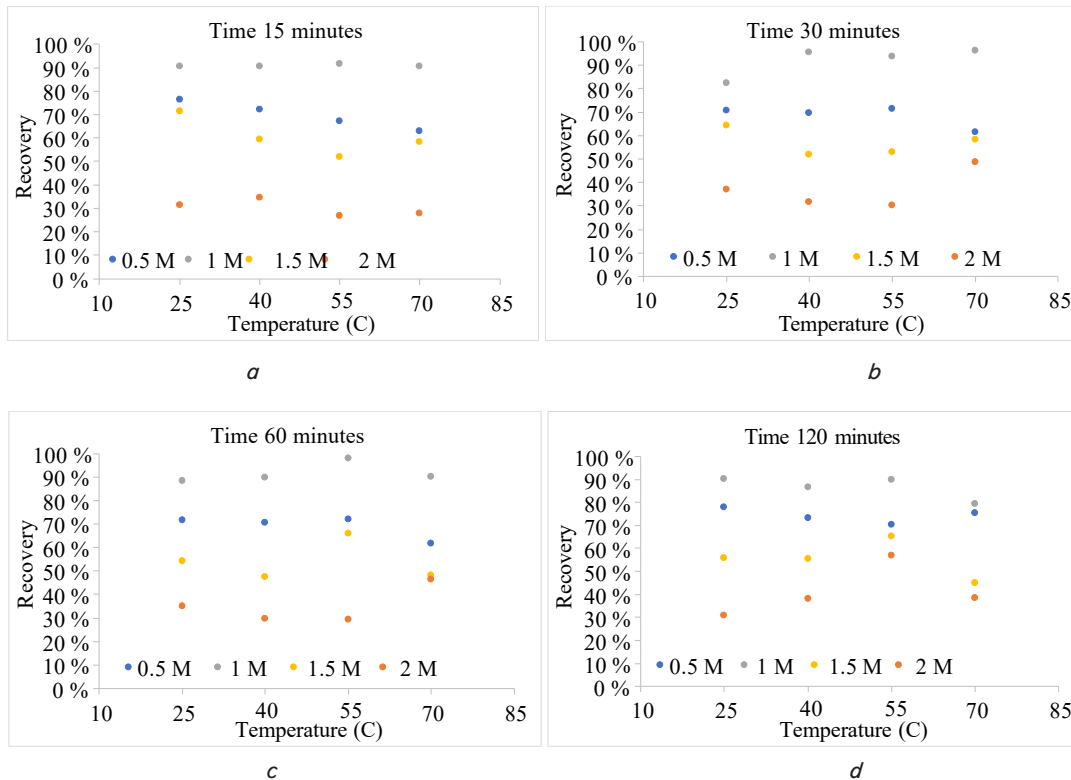 Time 15 minutes
100 %
90 %
80 %
70 %
60 %
50 %
40 %
30 %
20 %
10 %
0 %
Recovery
0.5 M 1 M 1.5 M 2 M
10 25 40 55 70 85
Temperature (C)
a
Time 30 minutes
100 %
90 %
80 %
70 %
60 %
50 %
40 %
30 %
20 %
10 %
0 %
Recovery
0.5 M 1 M 1.5 M 2 M
10 25 40 55 70 85
Temperature (C)
b
Time 60 minutes
100 %
90 %
80 %
70 %
60 %
50 %
40 %
30 %
20 %
10 %
0 %
Recovery
0.5 M 1 M 1.5 M 2 M
10 25 40 55 70 85
Temperature (C)
c
Time 120 minutes
100 %
90 %
80 %
70 %
60 %
50 %
40 %
30 %
20 %
10 %
0 %
Recovery
0.5 M 1 M 1.5 M 2 M
10 25 40 55 70 85
Temperature (C)
d